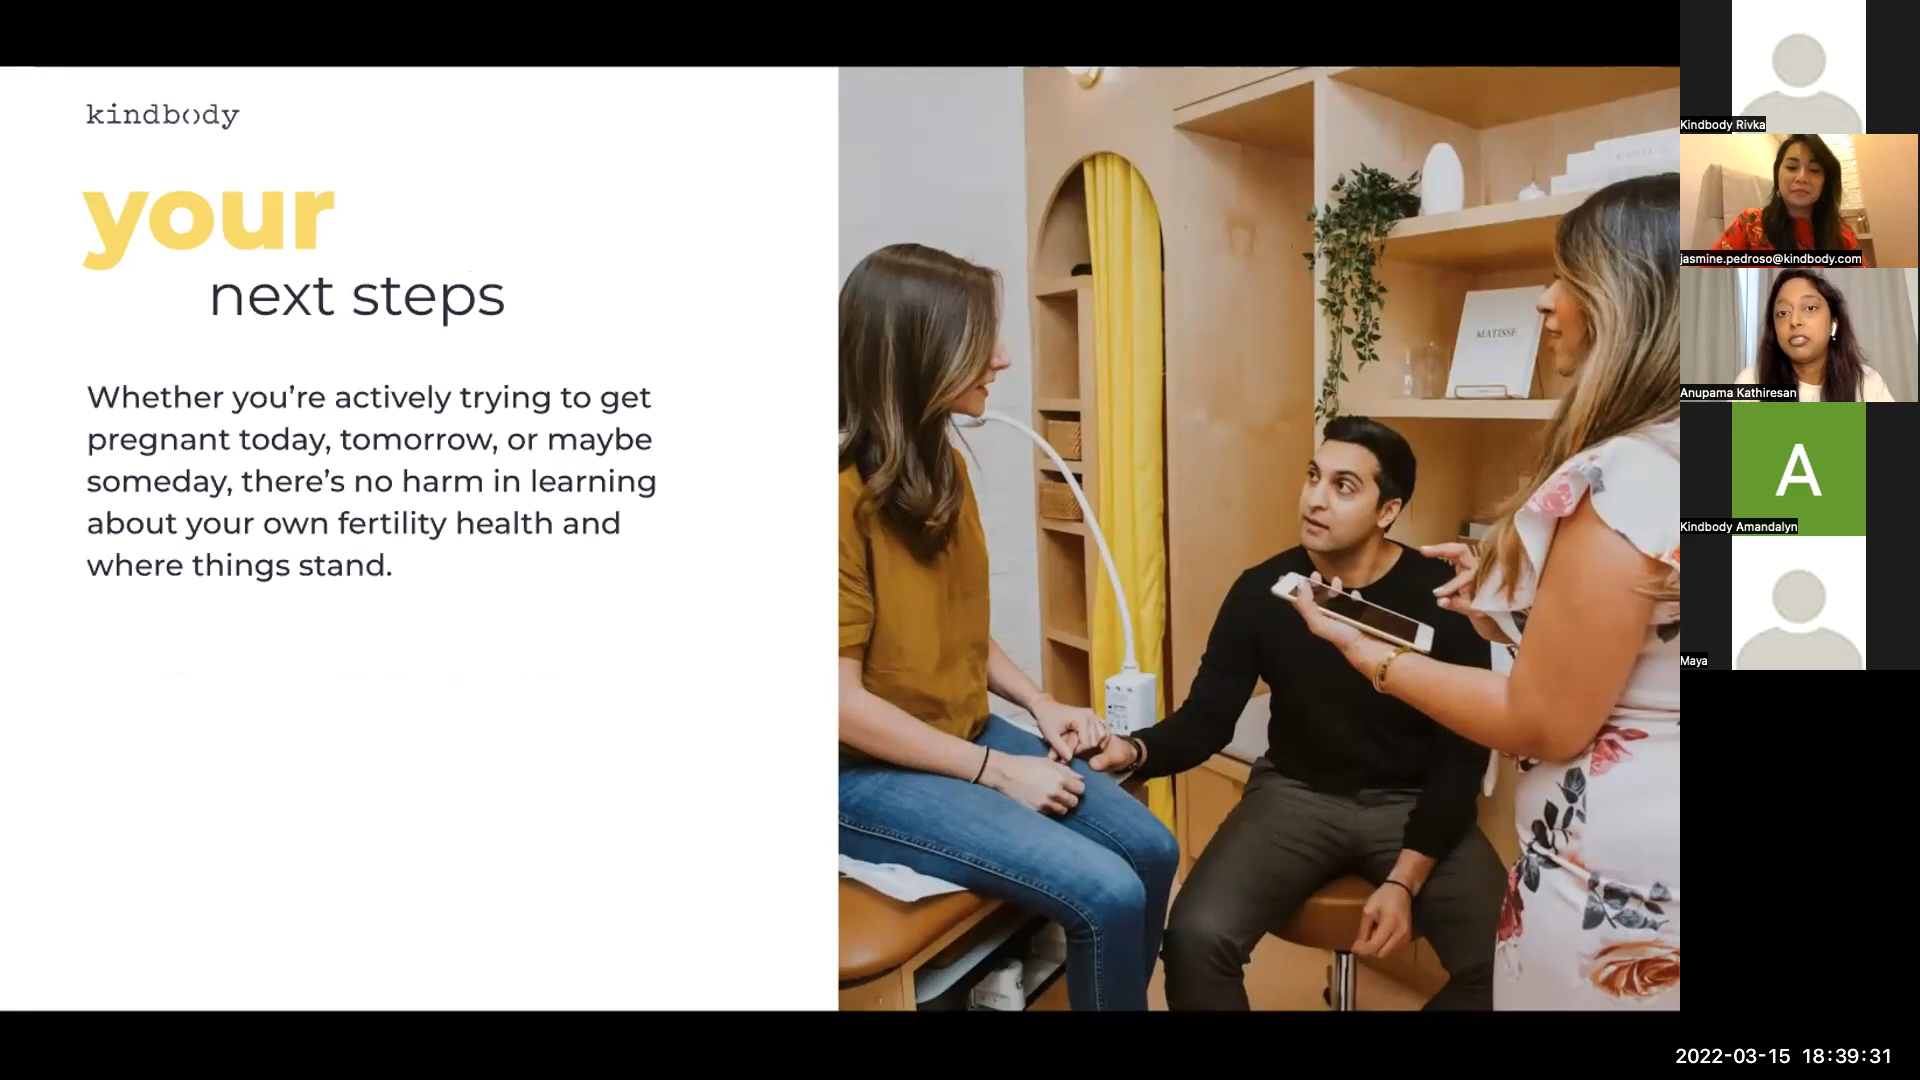 kindbody
your
next steps
Whether you’re actively trying to get
pregnant today, tomorrow, or maybe
someday, there’s no harm in learning
about your own fertility health and
where things stand.
MATISSE
Kindbody Rivka
jasmine.pedroso@kindbody.com
Anupama Kathiresan
A
Kindbody Amandalyn
Maya
2022-03-15 18:39:31